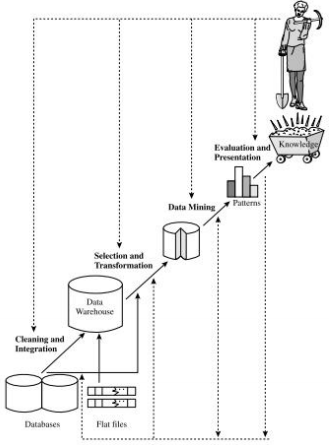 Evaluation and
Presentation
Knowledge
Patterns
Data Mining
Selection and
Transformation
Data
Warehouse
Cleaning and
Integration
Databases
Flat files